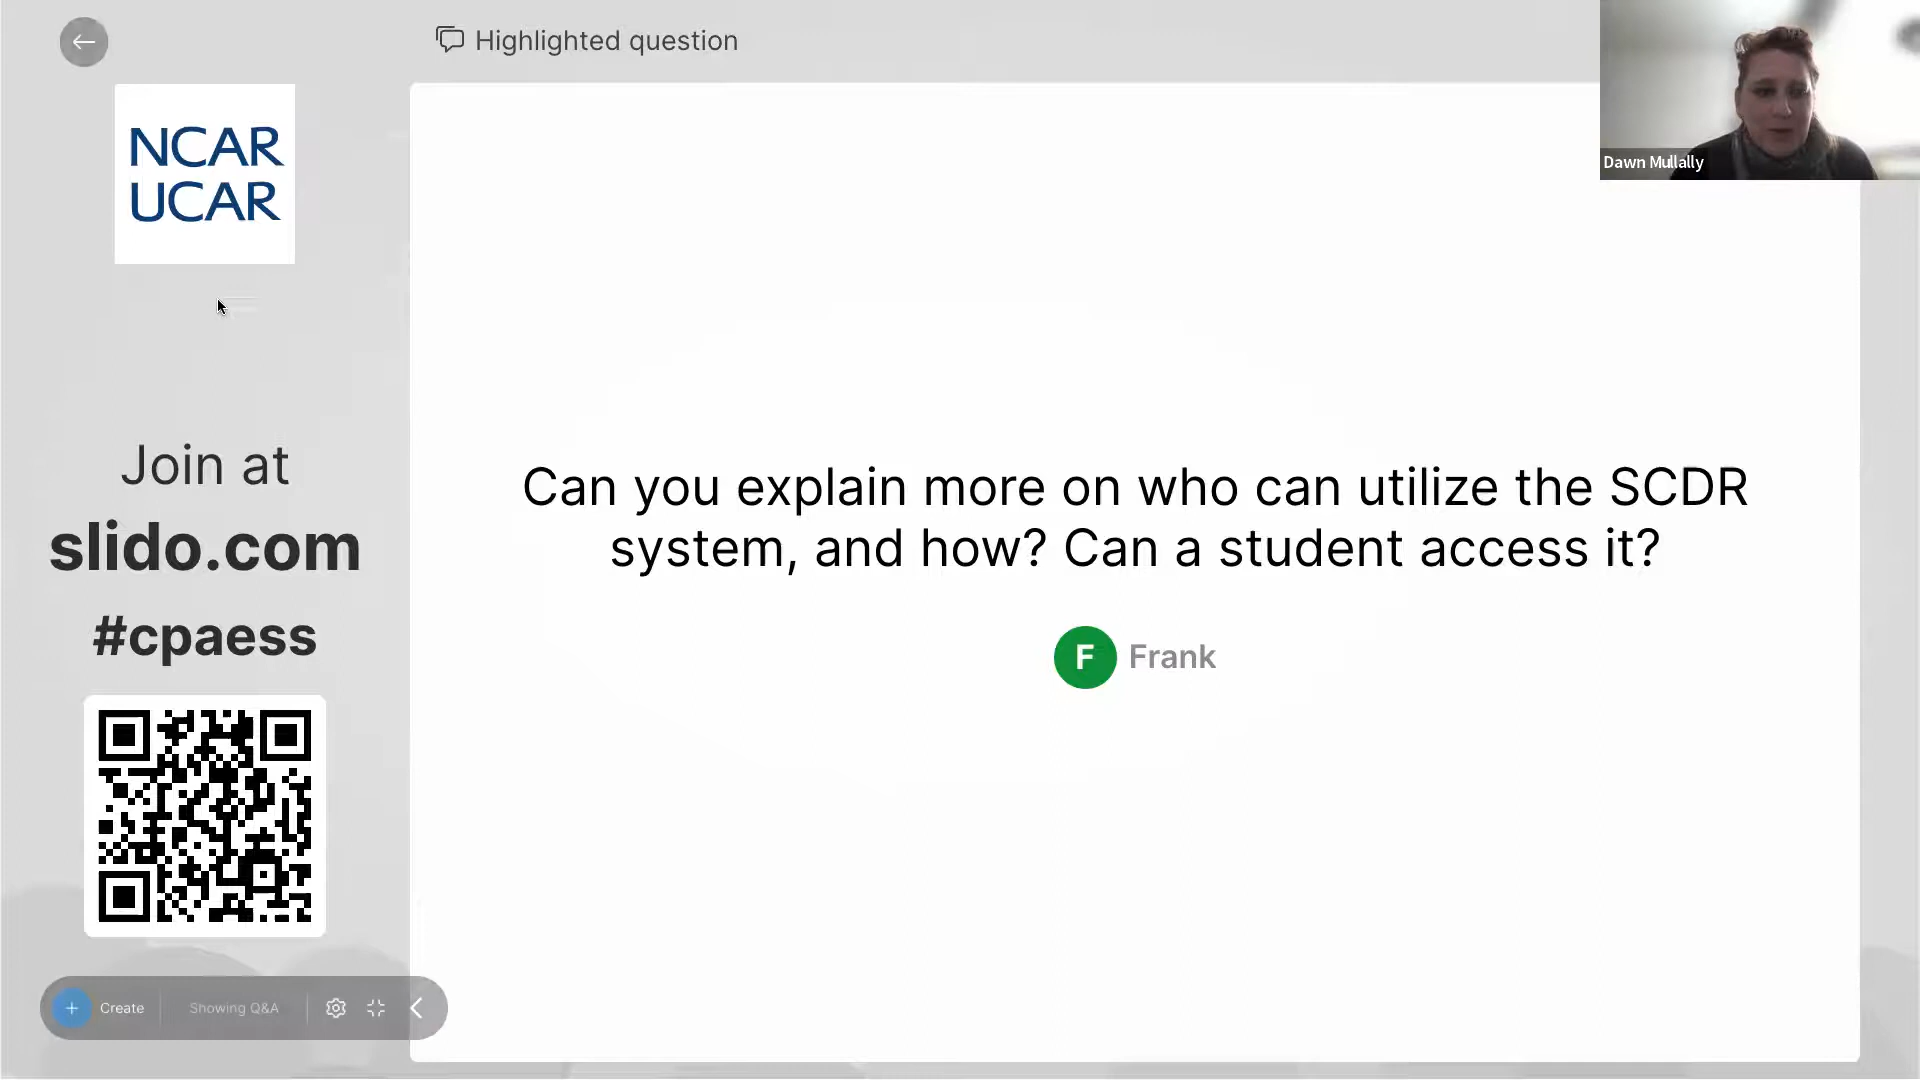 Highlighted question
NCAR
UCAR
Dawn Mullally
Join at
slido.com
#cpaess
Can you explain more on who can utilize the SCDR
system, and how? Can a student access it?
F Frank
Create
Showing Q&A